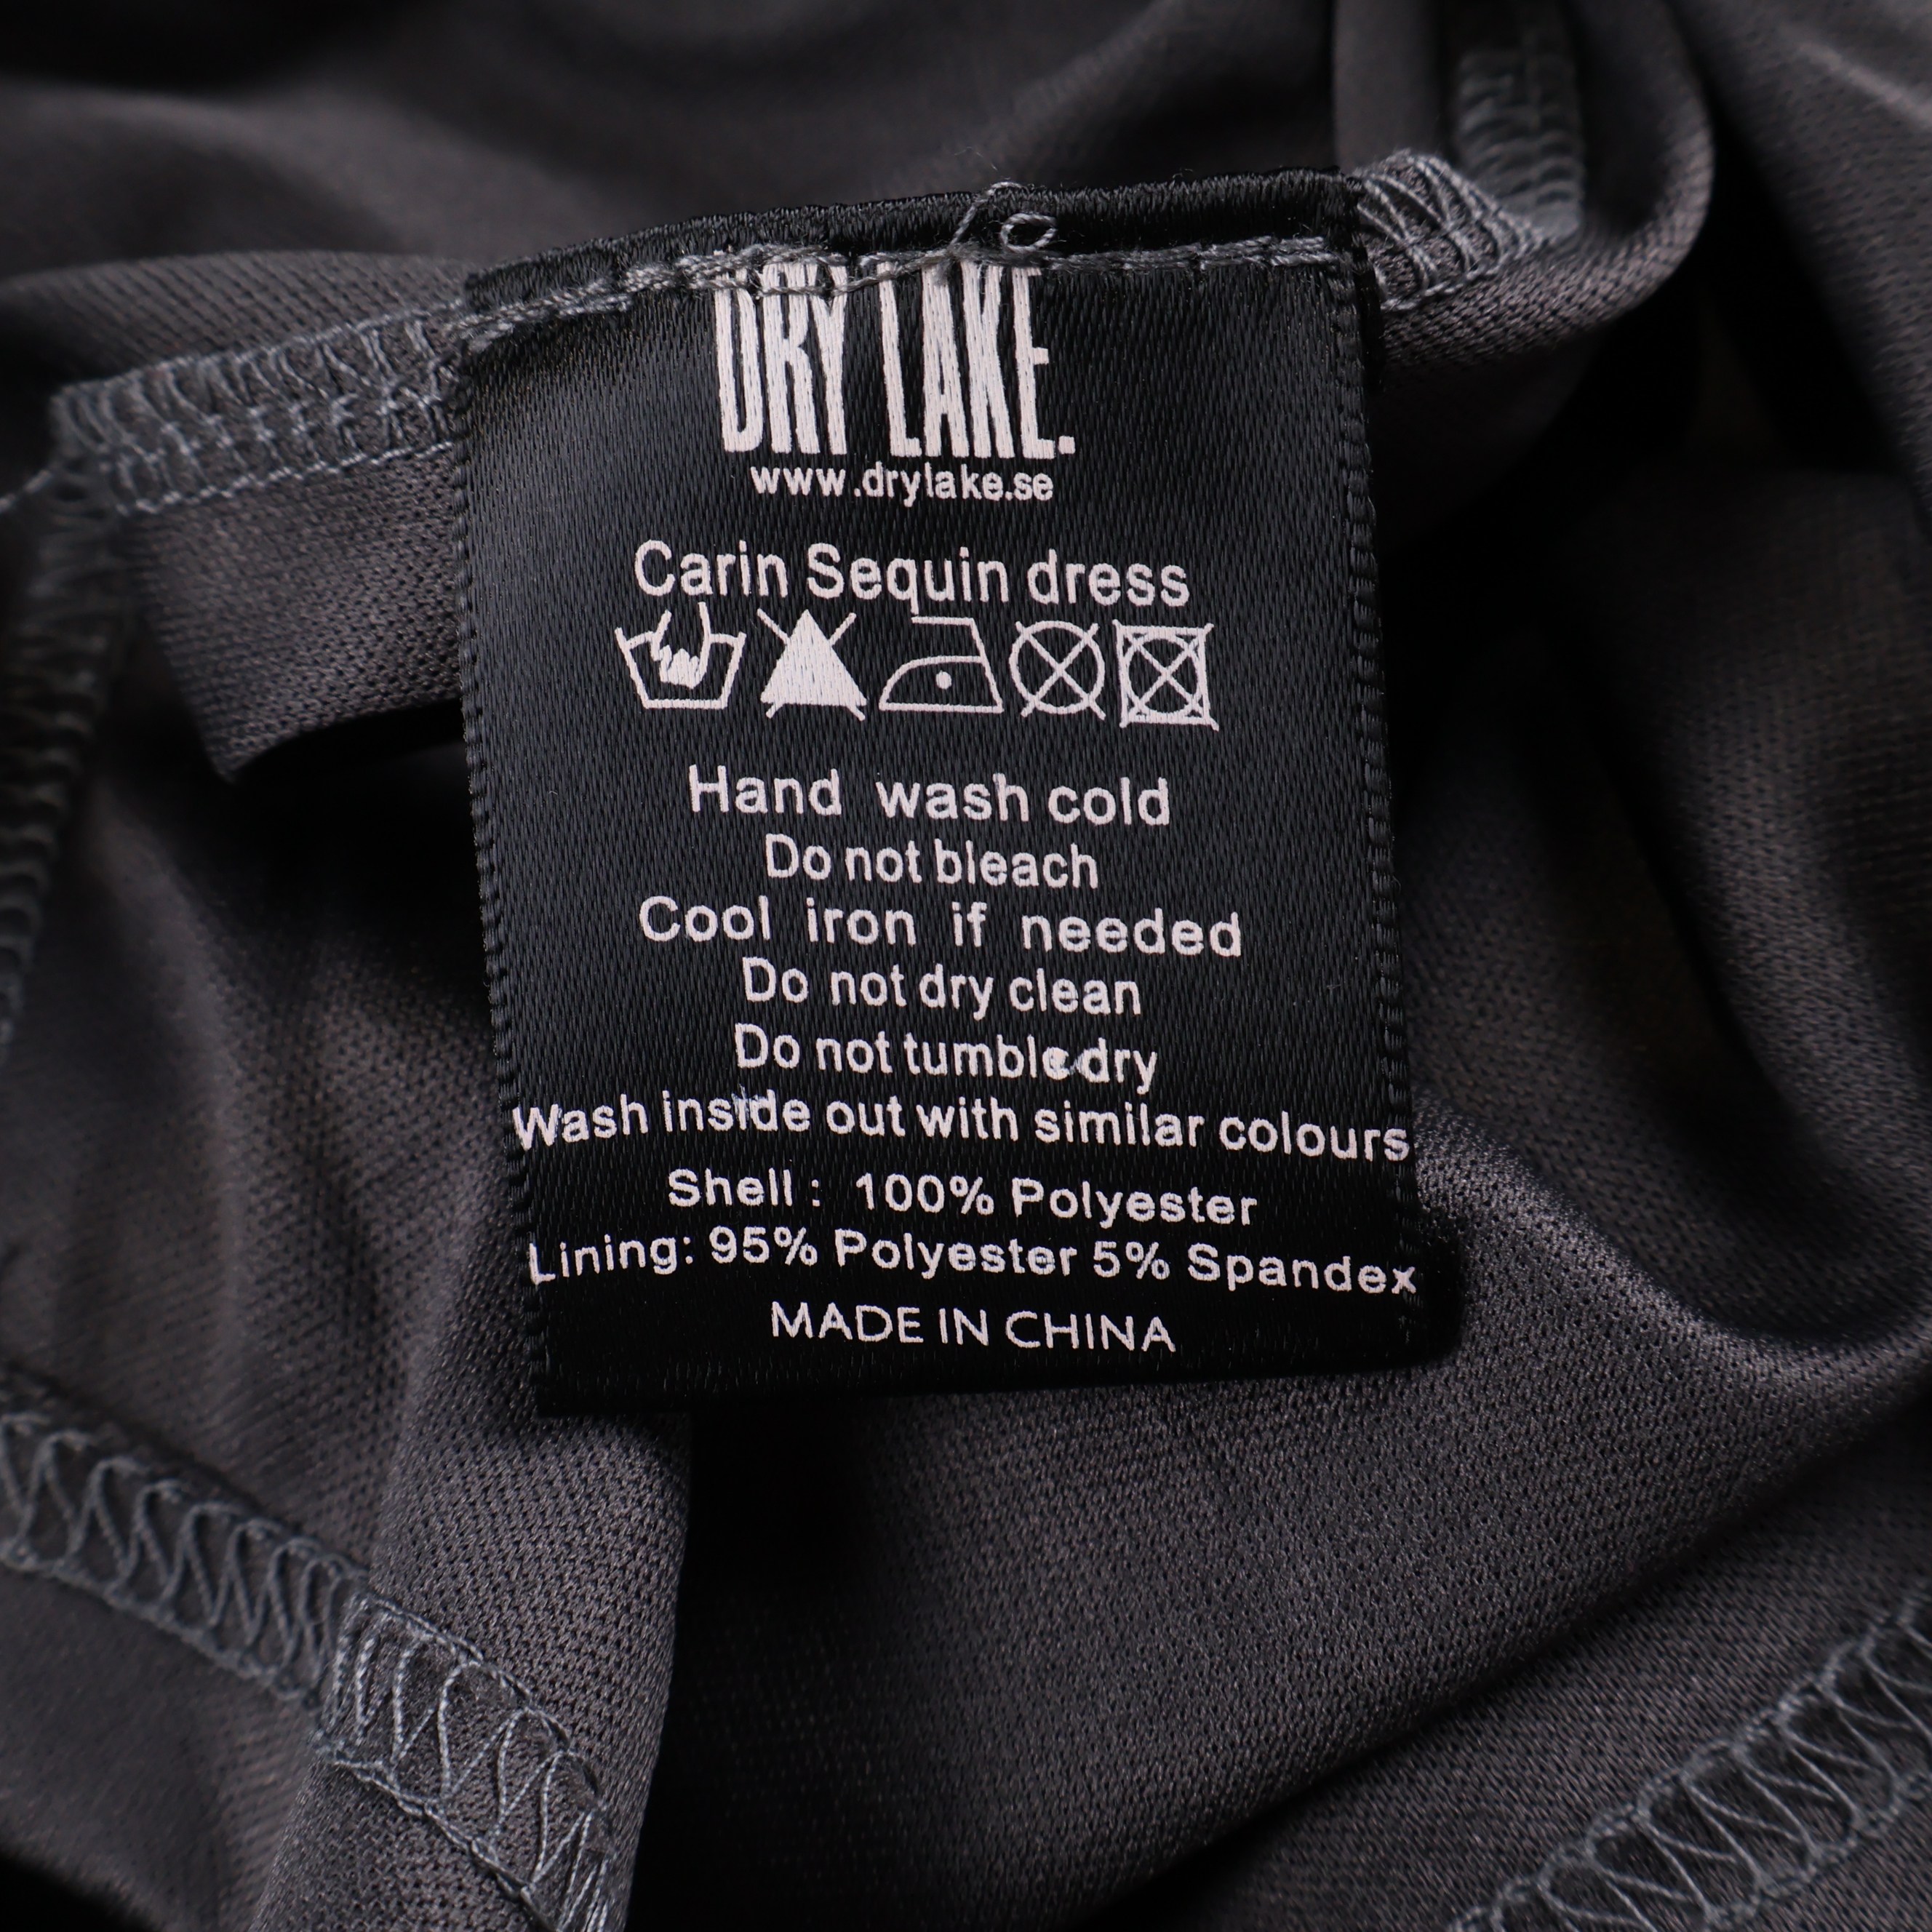 DRY LAKE.
www.drylake.se
Carin Sequin dress
Hand wash cold
Do not bleach
Cool iron if needed
Do not dry clean
Do not tumble dry
Wash inside out with similar colours
Shell : 100% Polyester
Lining: 95% Polyester 5% Spandex
MADE IN CHINA